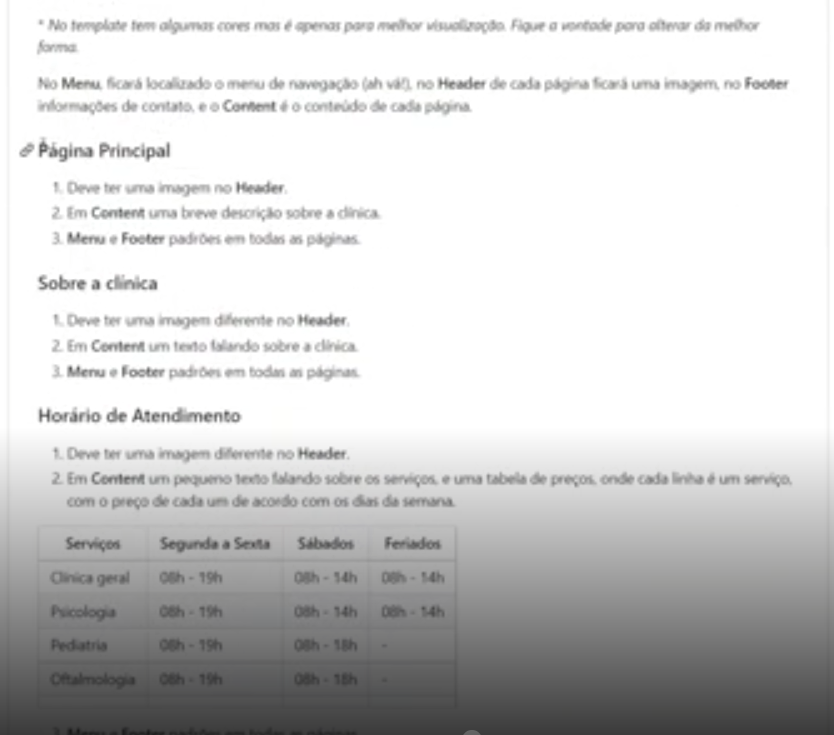 * No template tem algumas cores mas é apenas para melhor visualização. Fique a vontade para alterar da melhor
forma.
No Menu, ficará localizado o menu de navegação (ah vá!), no Header de cada página ficará uma imagem, no Footer
informações de contato, e o Content é o conteúdo de cada página.
Página Principal
1. Deve ter uma imagem no Header.
2. Em Content uma breve descrição sobre a clínica.
3. Menu e Footer padrões em todas as páginas.
Sobre a clínica
1. Deve ter uma imagem diferente no Header.
2. Em Content um texto falando sobre a clínica.
3. Menu e Footer padrões em todas as páginas.
Horário de Atendimento
1. Deve ter uma imagem diferente no Header.
2. Em Content um pequeno texto falando sobre os serviços, e uma tabela de preços, onde cada linha é um serviço,
com o preço de cada um de acordo com os dias da semana.
Serviços Segunda a Sexta Sábados Feriados
Clínica geral 08h - 19h 08h - 14h 08h - 14h
Psicologia 08h - 19h 08h - 14h 08h - 14h
Pediatria 08h - 19h 08h - 18h -
Oftalmologia 08h - 19h 08h - 18h -
3. Menu e Footer padrões em todas as páginas.